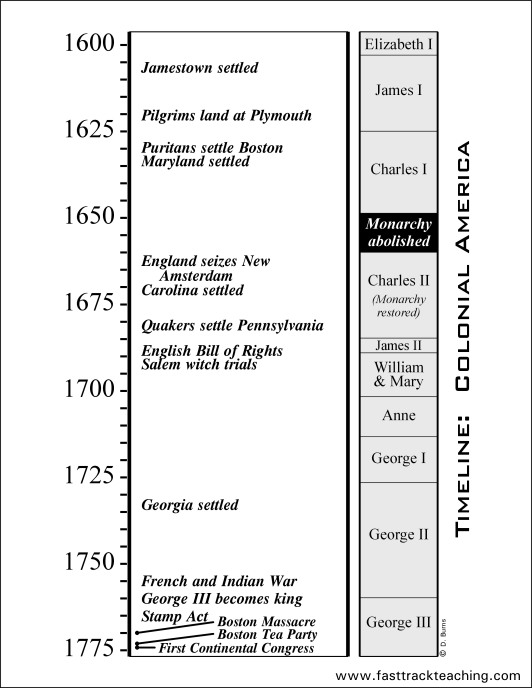 1600
1625
1650
1675
1700
1725
1750
1775
Jamestown settled
Pilgrims land at Plymouth
Puritans settle Boston
Maryland settled
England seizes New
Amsterdam
Carolina settled
Quakers settle Pennsylvania
English Bill of Rights
Salem witch trials
Georgia settled
French and Indian War
George III becomes king
Stamp Act
Boston Massacre
Boston Tea Party
First Continental Congress
Elizabeth I
James I
Charles I
Monarchy
abolished
Charles II
(Monarchy
restored)
James II
William
& Mary
Anne
George I
George II
George III
TIMELINE: COLONIAL AMERICA
© D. Burns
www.fasttrackteaching.com